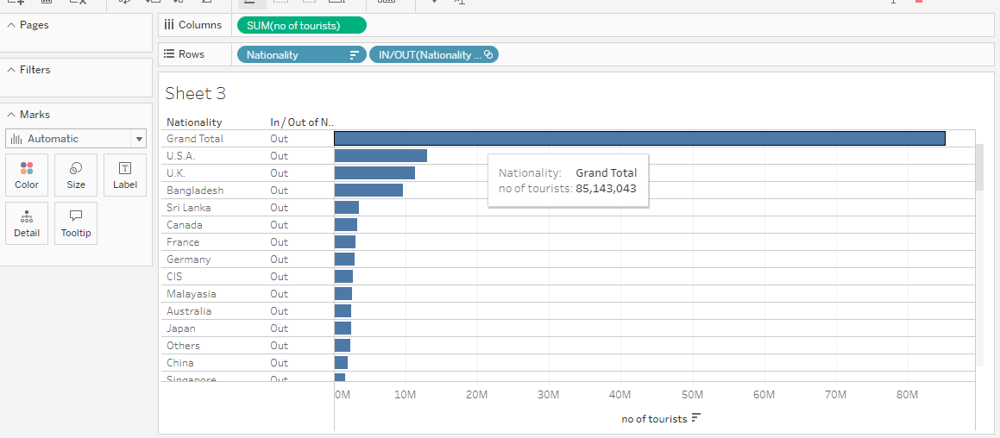 Pages
Columns
SUM(no of tourists)
Rows
Nationality
IN/OUT(Nationality ...
Filters
Marks
Automatic
Color
Size
Label
Detail
Tooltip
Sheet 3
Nationality In / Out of N..
Grand Total Out
U.S.A. Out
U.K. Out
Bangladesh Out
Sri Lanka Out
Canada Out
France Out
Germany Out
CIS Out
Malayasia Out
Australia Out
Japan Out
Others Out
China Out
Singapore Out
Nationality: Grand Total
no of tourists: 85,143,043
0M 10M 20M 30M 40M 50M 60M 70M 80M
no of tourists